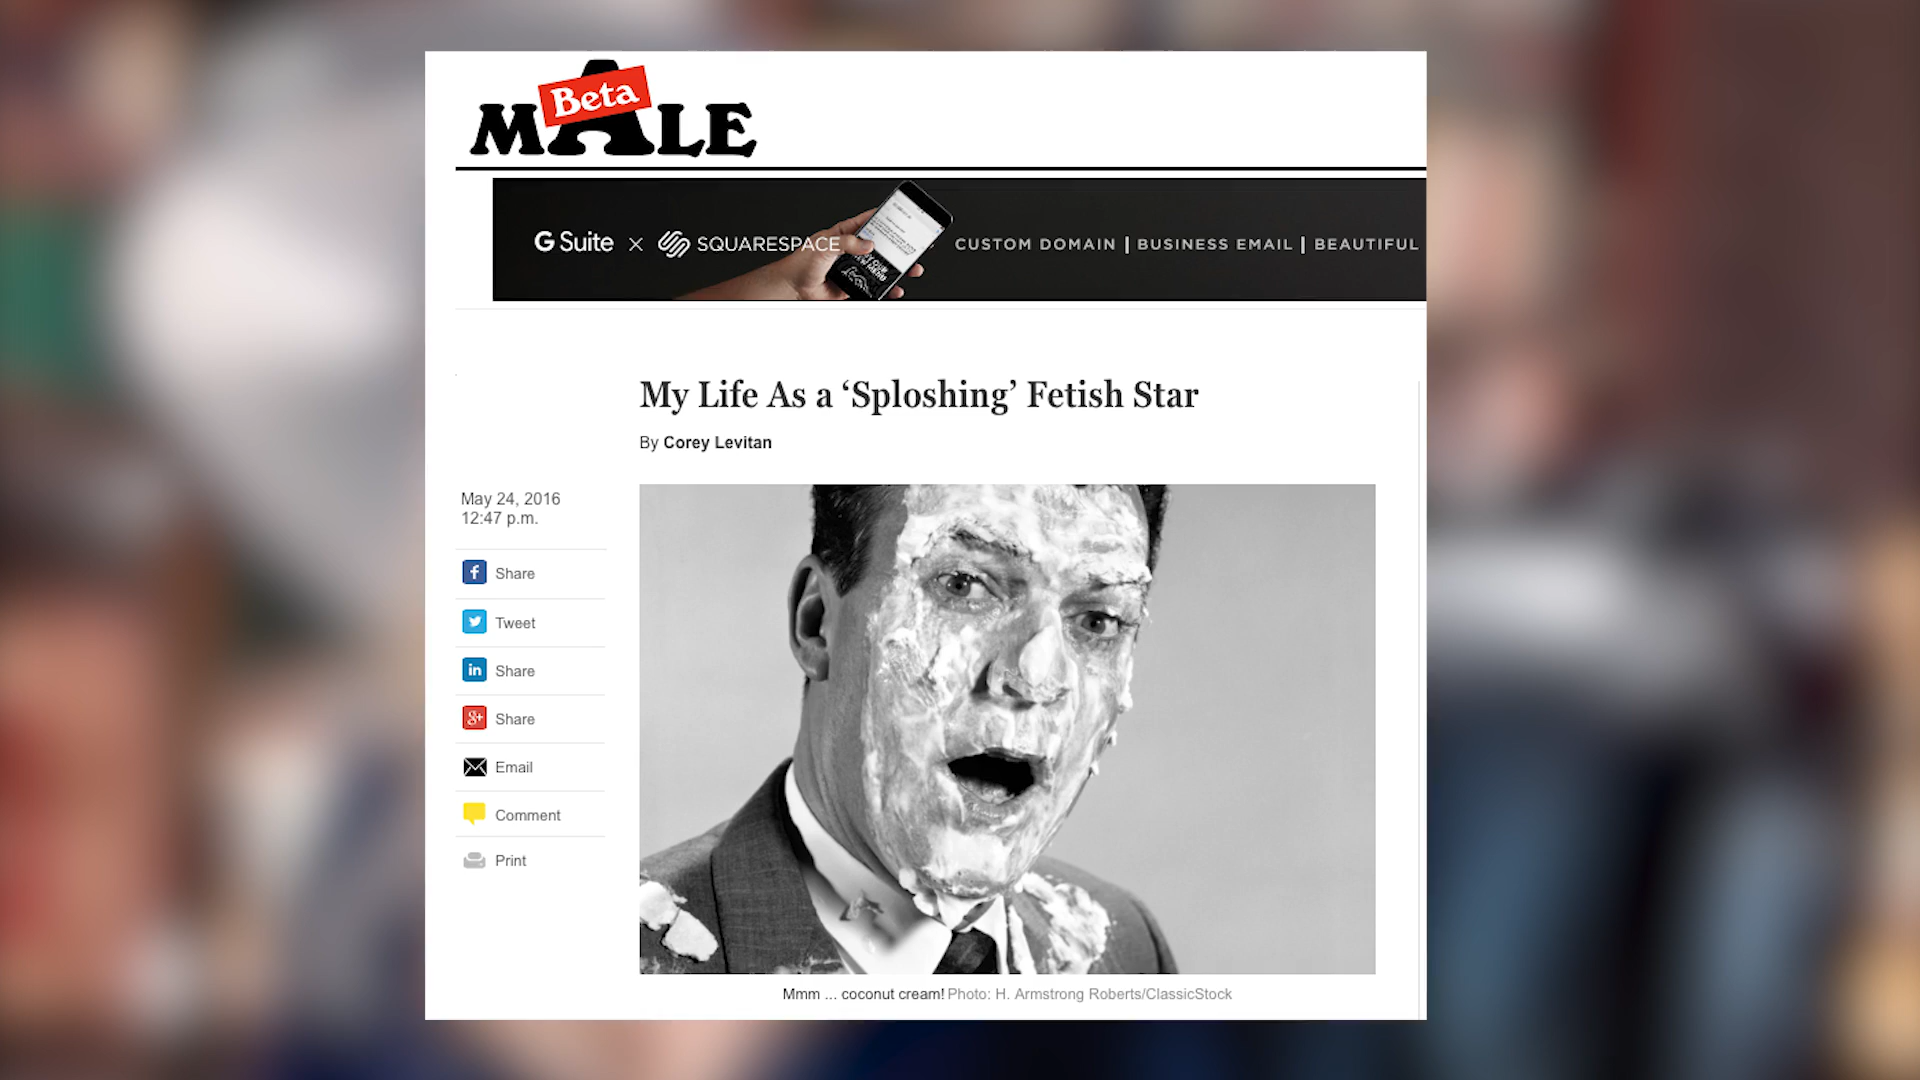 Beta
MALE
G Suite × SQUARESPACE CUSTOM DOMAIN | BUSINESS EMAIL | BEAUTIFUL
My Life As a ‘Sploshing’ Fetish Star
By Corey Levitan
May 24, 2016
12:47 p.m.
Share
Tweet
Share
Share
Email
Comment
Print
Mmm ... coconut cream! Photo: H. Armstrong Roberts/ClassicStock